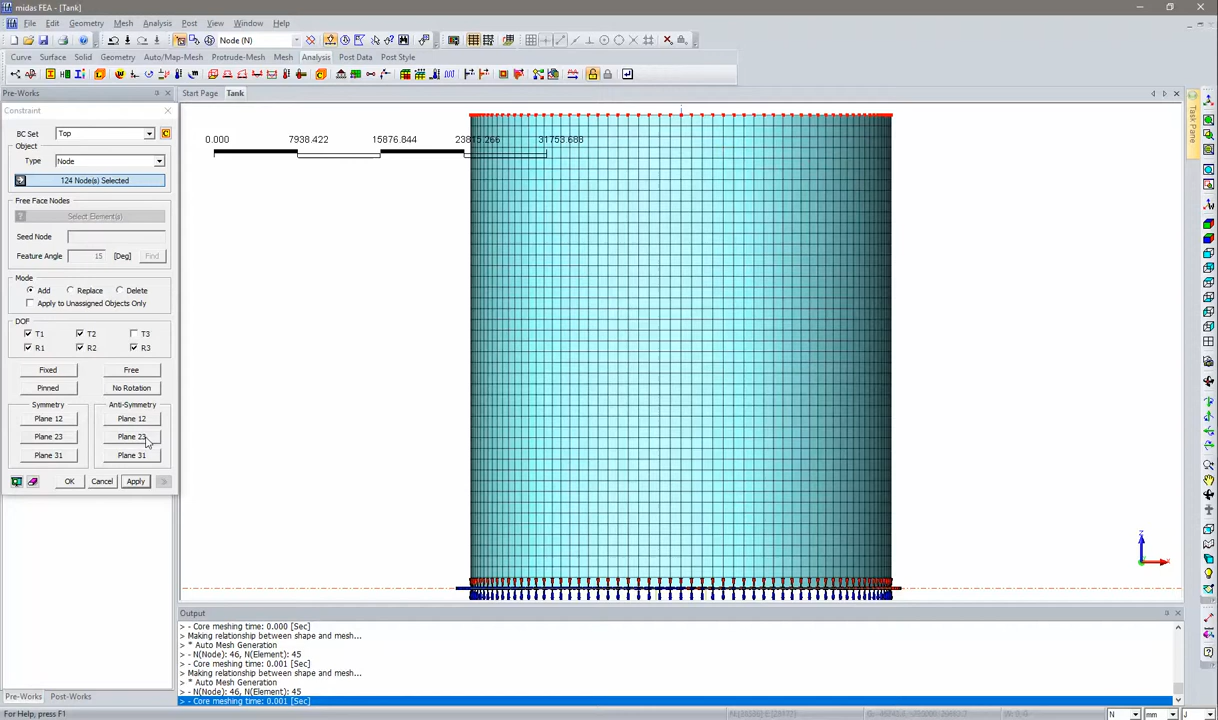 midas FEA - [Tank]
File Edit Geometry Mesh Analysis Post View Window Help
Node (N)
Curve Surface Solid Geometry Auto/Map-Mesh Protrude-Mesh Mesh Analysis Post Data Post Style
Pre-Works
Start Page Tank
Task Pane
Constraint
BC Set Top
Object
Type Node
124 Node(s) Selected
Free Face Nodes
Select Element(s)
Seed Node
Feature Angle 15 [Deg] Find
Mode
Add Replace Delete
Apply to Unassigned Objects Only
DOF
T1 T2 T3
R1 R2 R3
Fixed Free
Pinned No Rotation
Symmetry Anti-Symmetry
Plane 12 Plane 12
Plane 23 Plane 23
Plane 31 Plane 31
OK Cancel Apply
0.000 7938.422 15876.844 23815.266 31753.688
Z
Output
> - Core meshing time: 0.000 [Sec]
> Making relationship between shape and mesh...
> * Auto Mesh Generation
> - N(Node): 46, N(Element): 45
> - Core meshing time: 0.001 [Sec]
> Making relationship between shape and mesh...
> * Auto Mesh Generation
> - N(Node): 46, N(Element): 45
> - Core meshing time: 0.001 [Sec]
Pre-Works Post-Works
For Help, press F1
N mm J